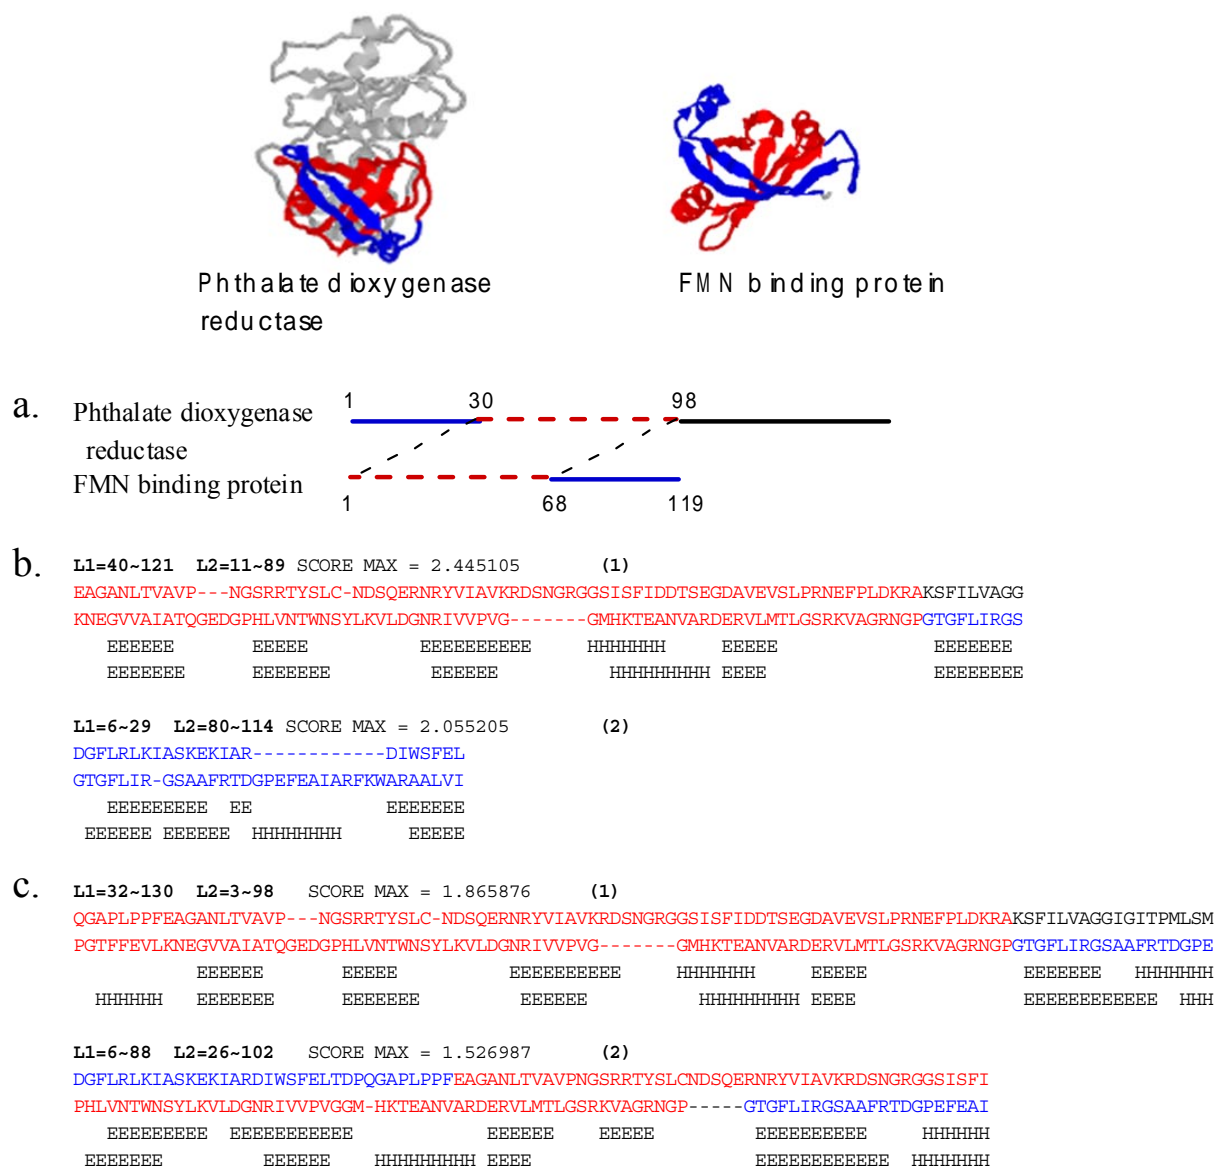 Phthalate dioxygenase
reductase
FMN binding protein
a.
1 30 98
Phthalate dioxygenase
reductase
FMN binding protein
1 68 119
b.
L1=40~121 L2=11~89 SCORE MAX = 2.445105 (1)
EAGANLTVAVP---NGSRRTYSLC-NDSQERNRYVIAVKRDSNGRGGSISFIDDTSEGDAVEVSLPRNEFPLDKRAKSFILVAGG
KNEGVVAIATQGEDGPHLVNTWNSYLKVLDGNRIVVPVG-------GMHKTEANVARDERVLMTLGSRKVAGRNGPGTGFLIRGS
EEEEEE EEEEE EEEEEEEEEE HHHHHHH EEEEE EEEEEEE
EEEEEEE EEEEEEE EEEEEE HHHHHHHHH EEEE EEEEEEEE
L1=6~29 L2=80~114 SCORE MAX = 2.055205 (2)
DGFLRLKIASKEKIAR------------DIWSFEL
GTGFLIR-GSAAFRTDGPEFEAIARFKWARAALVI
EEEEEEEEE EE EEEEEEE
EEEEEE EEEEEE HHHHHHHH EEEEE
c.
L1=32~130 L2=3~98 SCORE MAX = 1.865876 (1)
QGAPLPPFEAGANLTVAVP---NGSRRTYSLC-NDSQERNRYVIAVKRDSNGRGGSISFIDDTSEGDAVEVSLPRNEFPLDKRAKSFILVAGGIGITPMLSM
PGTFFEVLKNEGVVAIATQGEDGPHLVNTWNSYLKVLDGNRIVVPVG-------GMHKTEANVARDERVLMTLGSRKVAGRNGPGTGFLIRGSAAFRTDGPE
EEEEEE EEEEE EEEEEEEEEE HHHHHHH EEEEE EEEEEEE HHHHHHH
HHHHHH EEEEEEE EEEEEEE EEEEEE HHHHHHHHH EEEE EEEEEEEEEEEE HHH
L1=6~88 L2=26~102 SCORE MAX = 1.526987 (2)
DGFLRLKIASKEKIARDIWSFELTDPQGAPLPPFEAGANLTVAVPNGSRRTYSLCNDSQERNRYVIAVKRDSNGRGGSISFI
PHLVNTWNSYLKVLDGNRIVVPVGGM-HKTEANVARDERVLMTLGSRKVAGRNGP-----GTGFLIRGSAAFRTDGPEFEAI
EEEEEEEEE EEEEEEEEEEE EEEEEE EEEEE EEEEEEEEEE HHHHHH
EEEEEEE EEEEEE HHHHHHHHH EEEE EEEEEEEEEEEE HHHHHHH